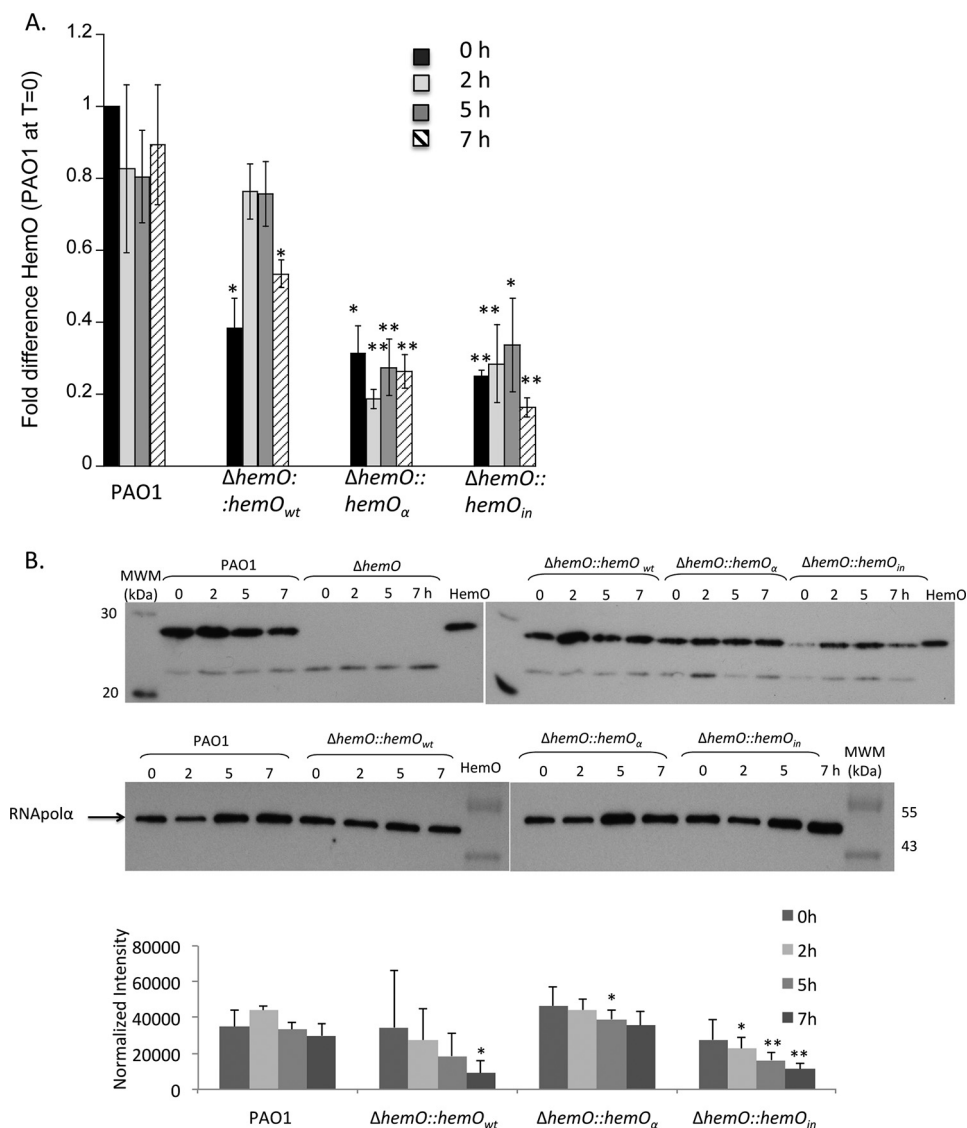 A.
Fold difference HemO (PAO1 at T=0)
1.2
1
0.8
0.6
0.4
0.2
0
0 h
2 h
5 h
7 h
*
*
*
**
**
**
**
**
*
**
PAO1
ΔhemO:
:hemOwt
ΔhemO::
hemOα
ΔhemO::
hemOin
B.
MWM
(kDa)
PAO1
ΔhemO
0 2 5 7 0 2 5 7 h HemO
30
20
ΔhemO::hemO wt
ΔhemO::hemOα
ΔhemO::hemOin
0 2 5 7 0 2 5 7 0 2 5 7 h HemO
PAO1
ΔhemO::hemOwt
0 2 5 7 0 2 5 7 HemO
ΔhemO::hemOα
ΔhemO::hemOin
MWM
(kDa)
0 2 5 7 0 2 5 7 h
RNApolα
55
43
Normalized Intensity
80000
60000
40000
20000
0
0h
2h
5h
7h
*
*
*
**
**
PAO1
ΔhemO::hemOwt
ΔhemO::hemOα
ΔhemO::hemOin